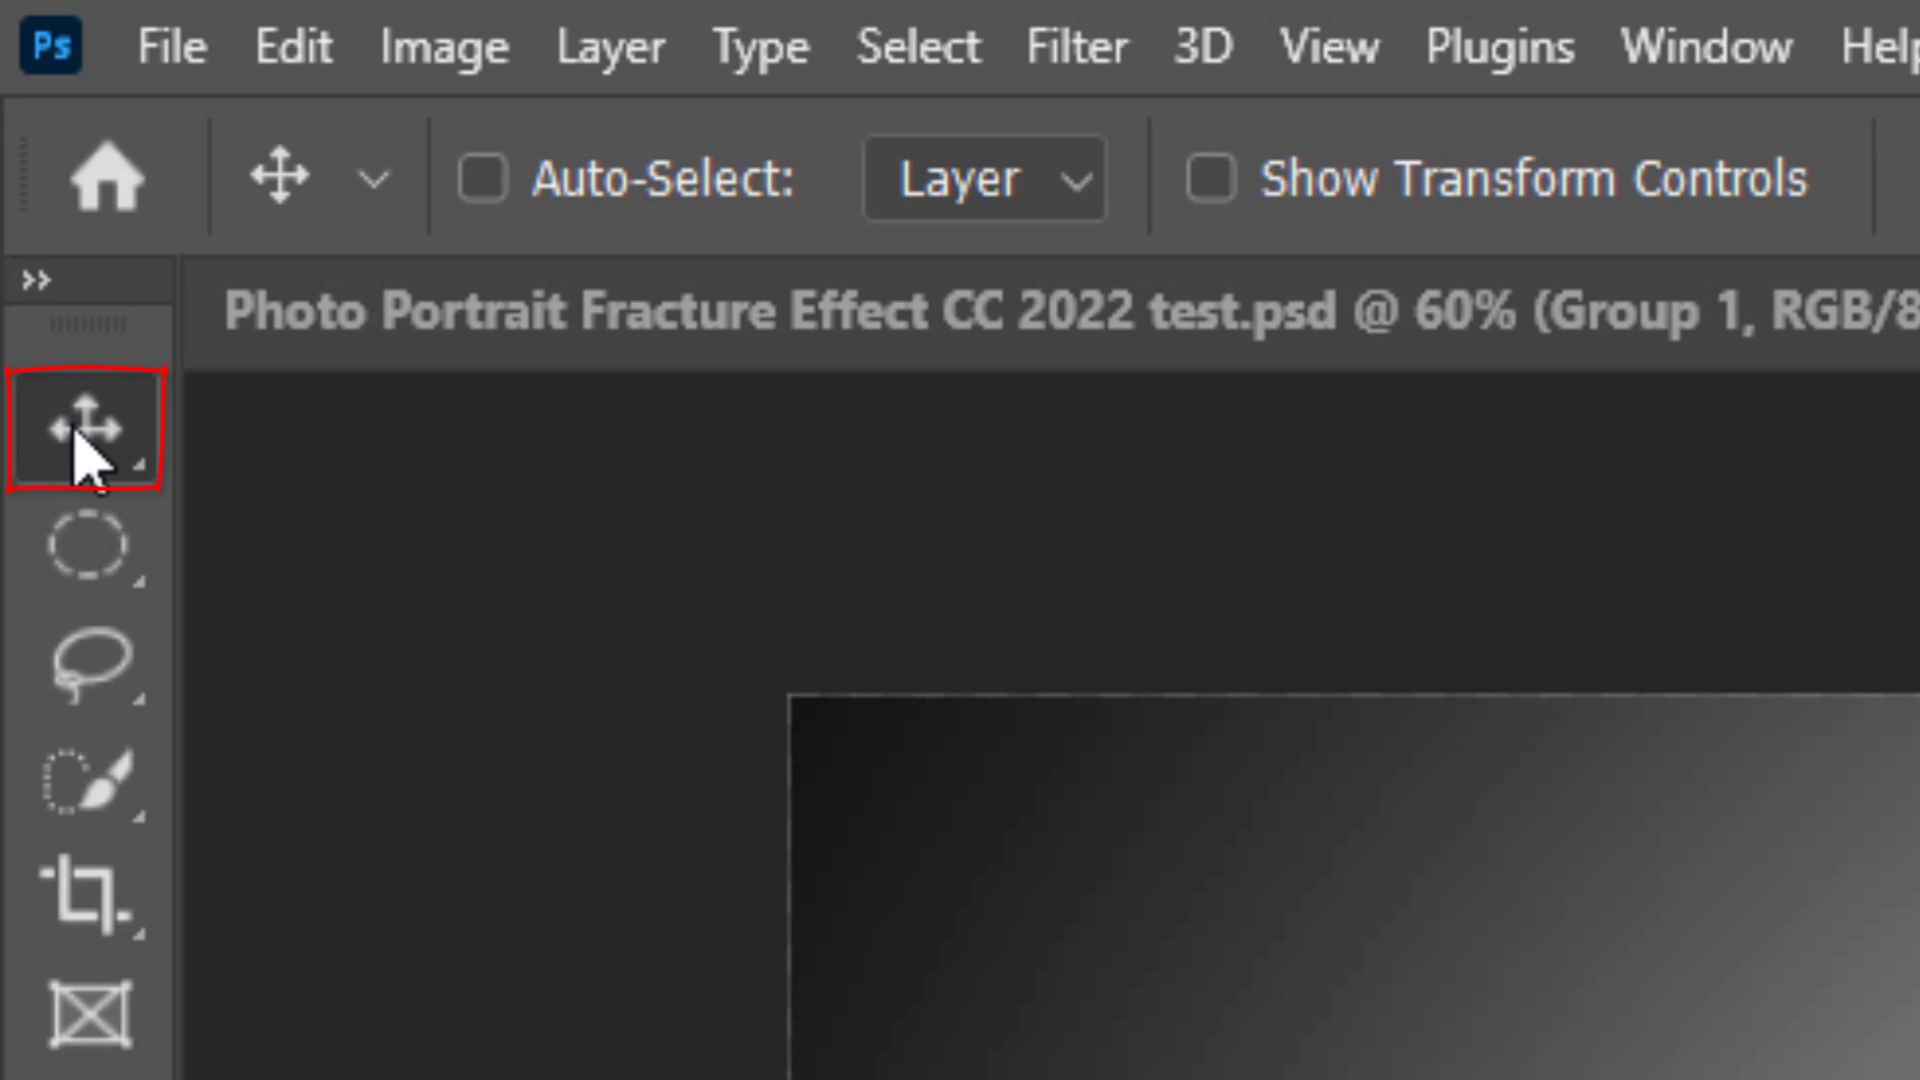 Ps File Edit Image Layer Type Select Filter 3D View Plugins Window Help
Auto-Select: Layer Show Transform Controls
Photo Portrait Fracture Effect CC 2022 test.psd @ 60% (Group 1, RGB/8